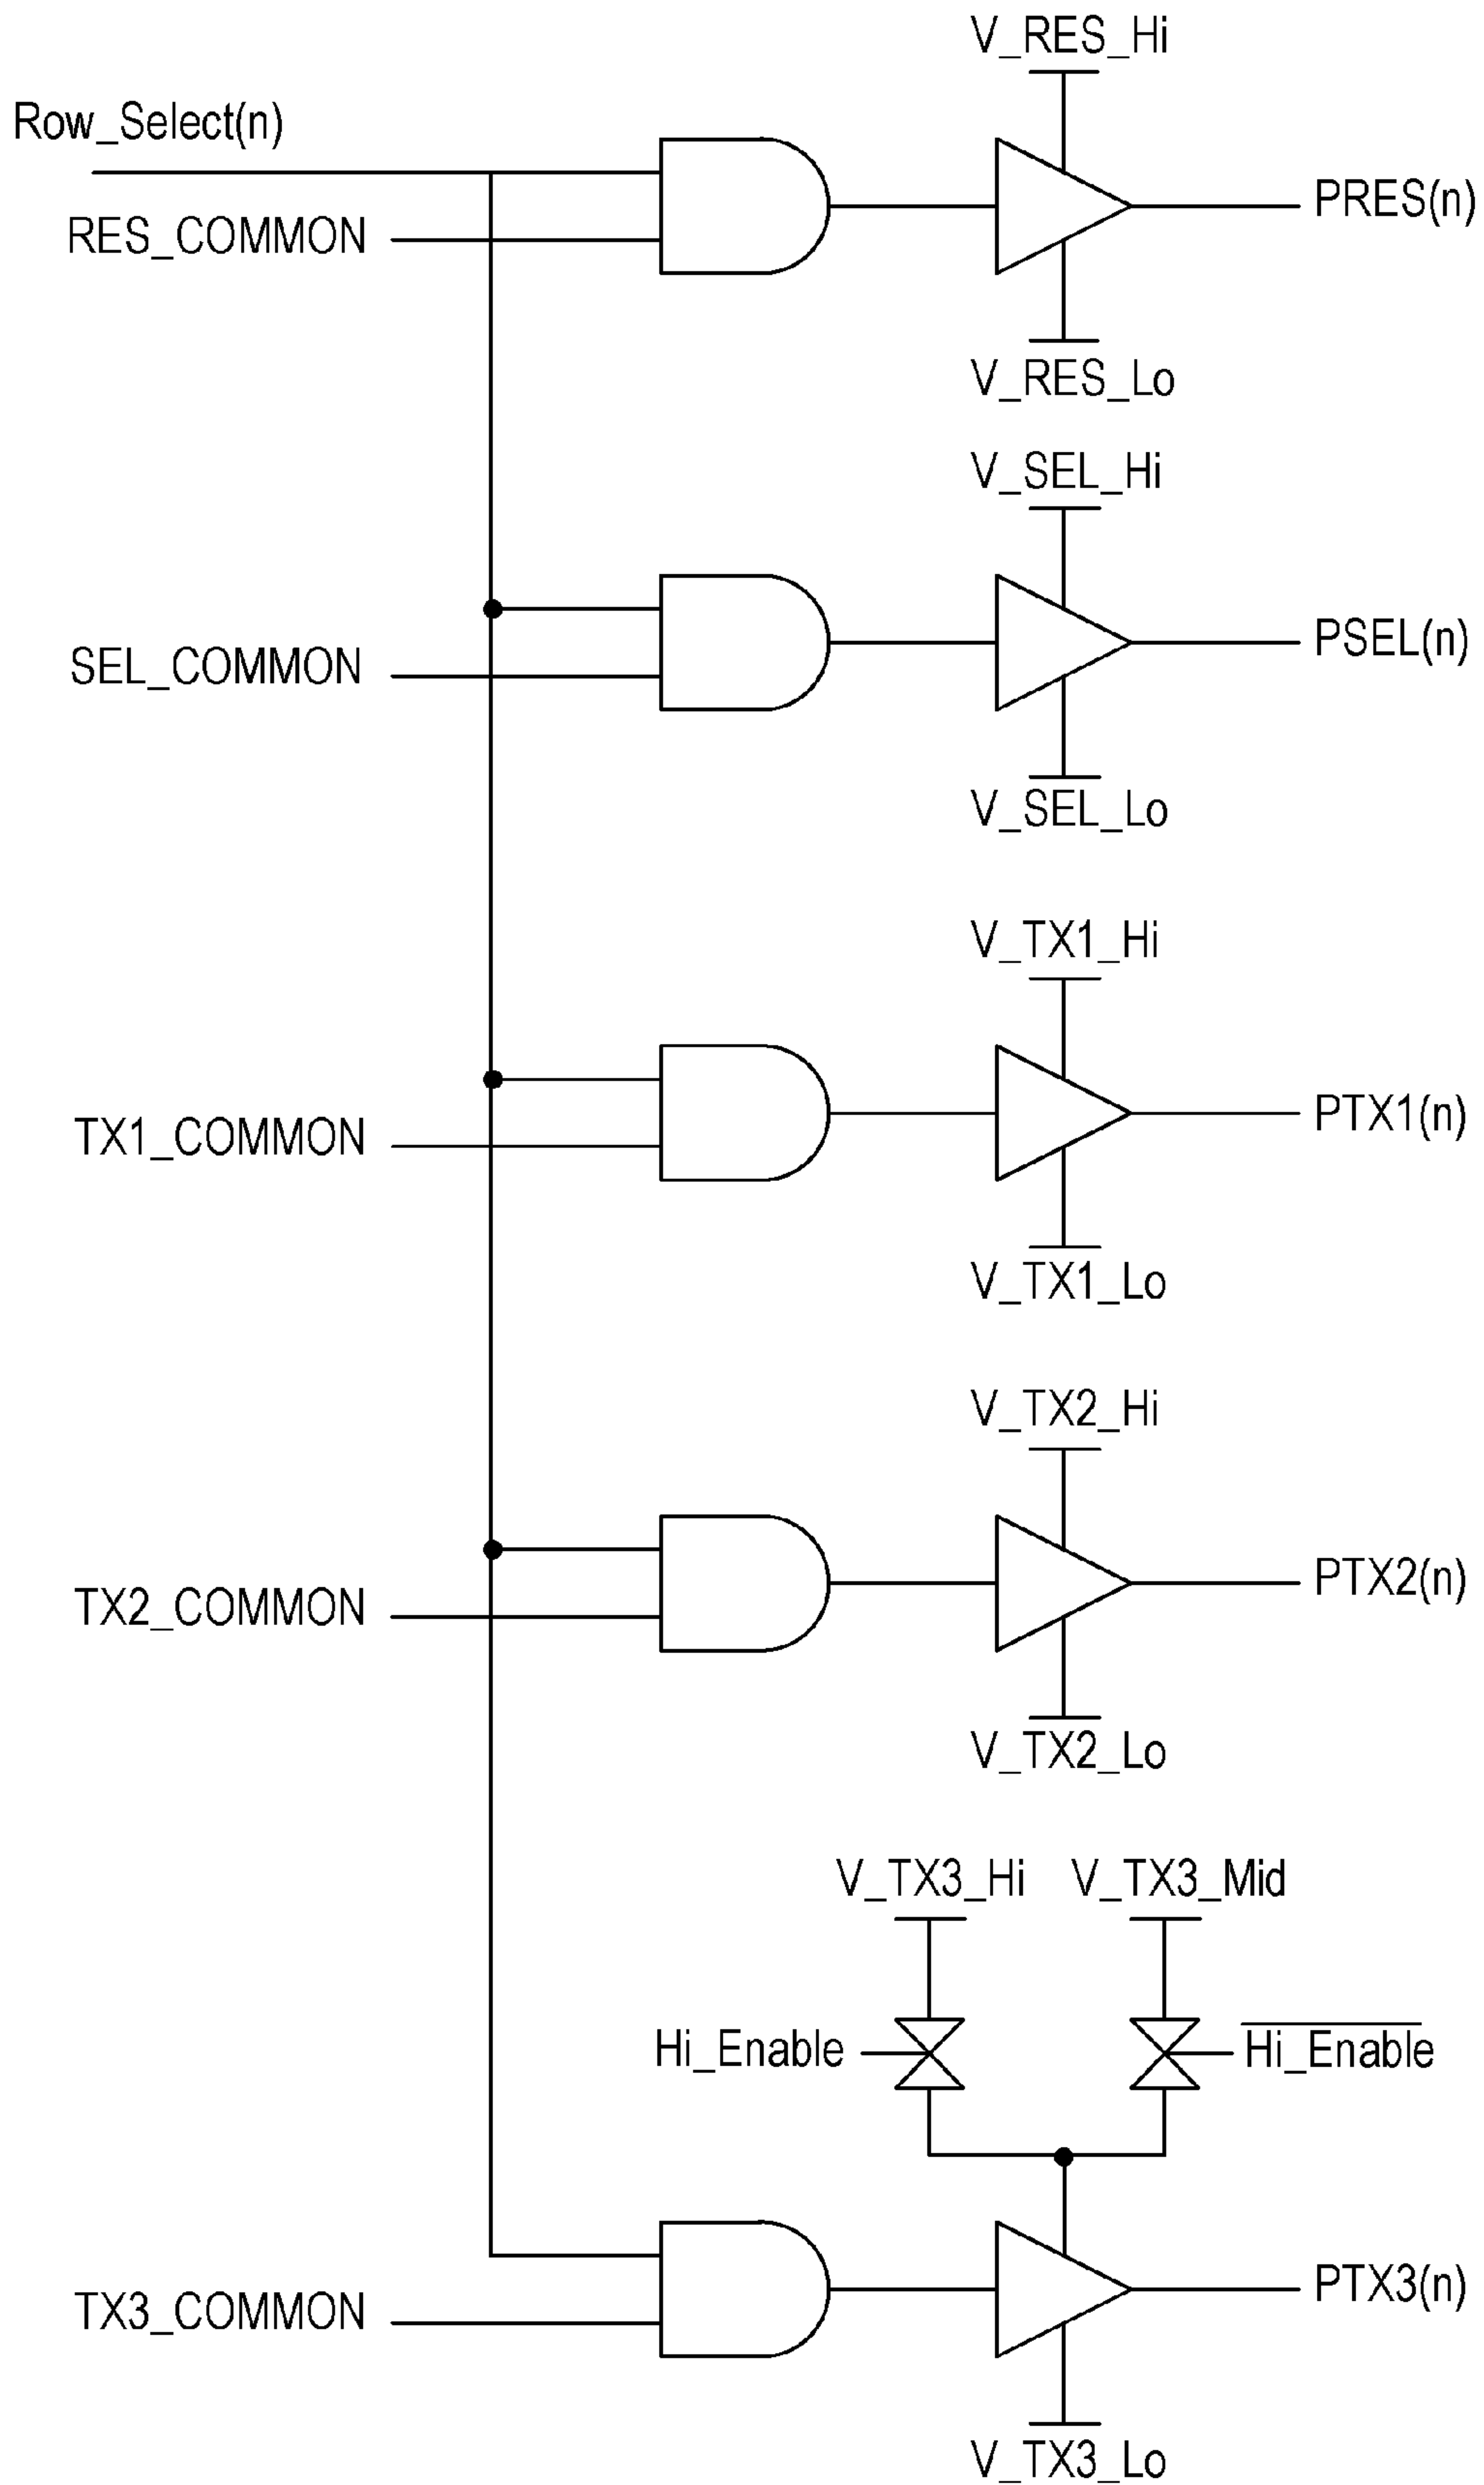 V_RES_Hi
Row_Select(n)
PRES(n)
RES_COMMON
V_RES_Lo
V_SEL_Hi
PSEL(n)
SEL_COMMON
V_SEL_Lo
V_TX1_Hi
PTX1(n)
TX1_COMMON
V_TX1_Lo
V_TX2_Hi
PTX2(n)
TX2_COMMON
V_TX2_Lo
V_TX3_Hi V_TX3_Mid
Hi_Enable H̅i̅_̅E̅n̅a̅b̅l̅e̅
PTX3(n)
TX3_COMMON
V_TX3_Lo